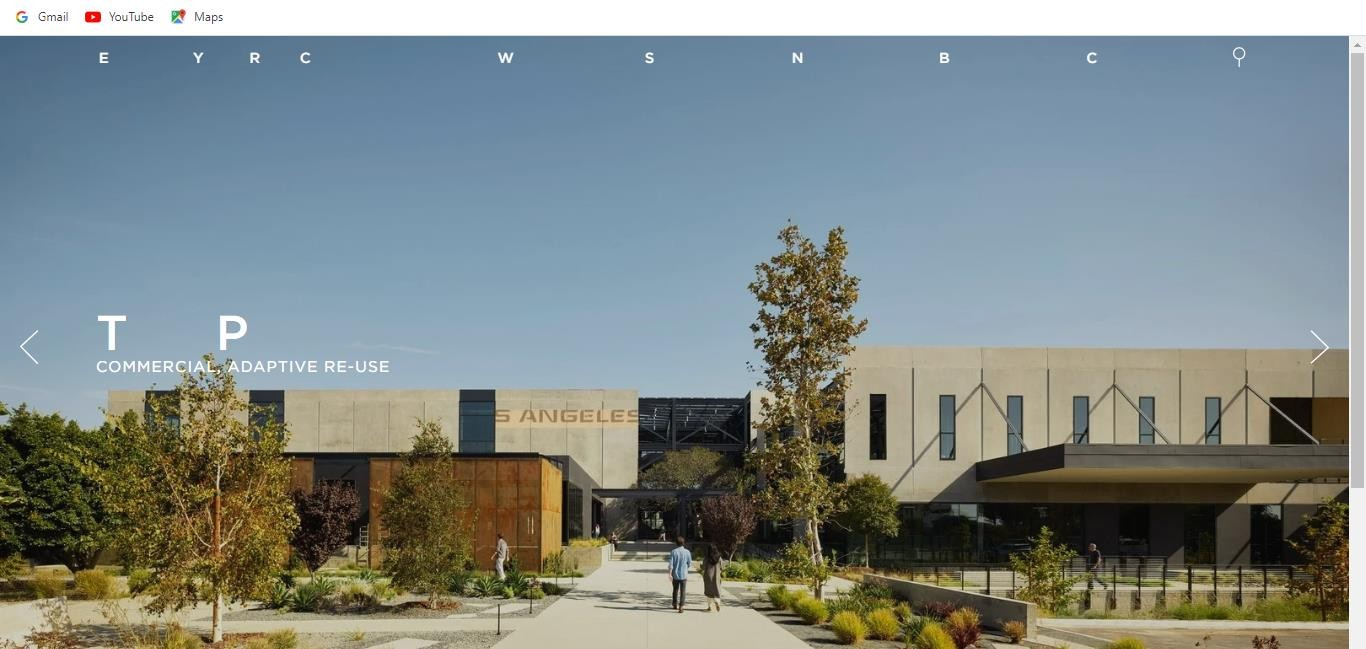 Gmail YouTube Maps
E Y R C W S N B C
T P
COMMERCIAL, ADAPTIVE RE-USE
S ANGELES